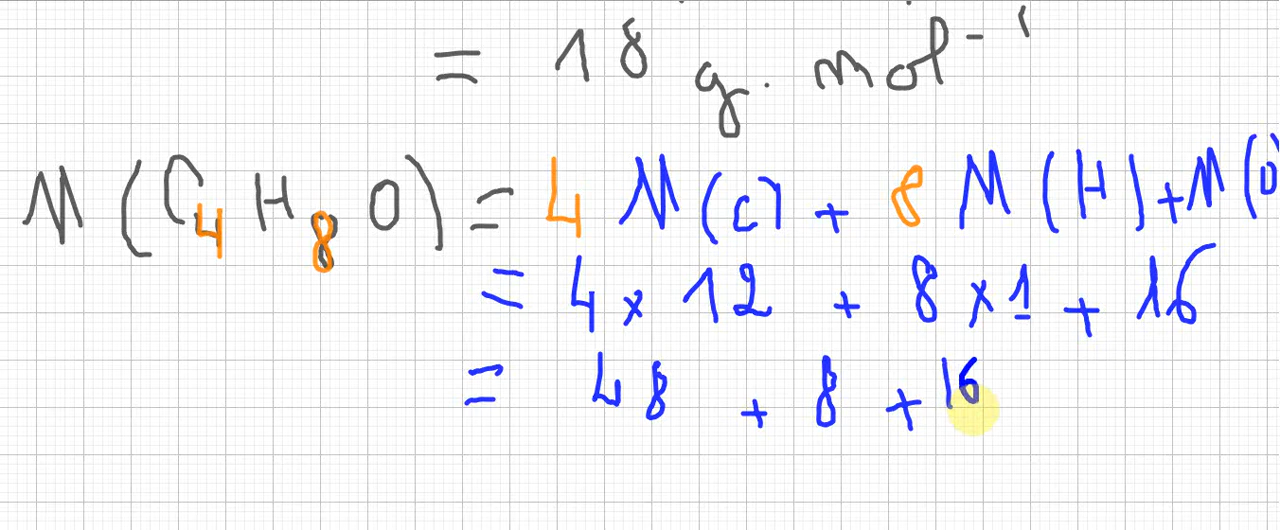 = 18 g. mol⁻¹
M(C₄H₈O) = 4 M(C) + 8 M(H) + M(O)
= 4 × 12 + 8 × 1 + 16
= 48 + 8 + 16